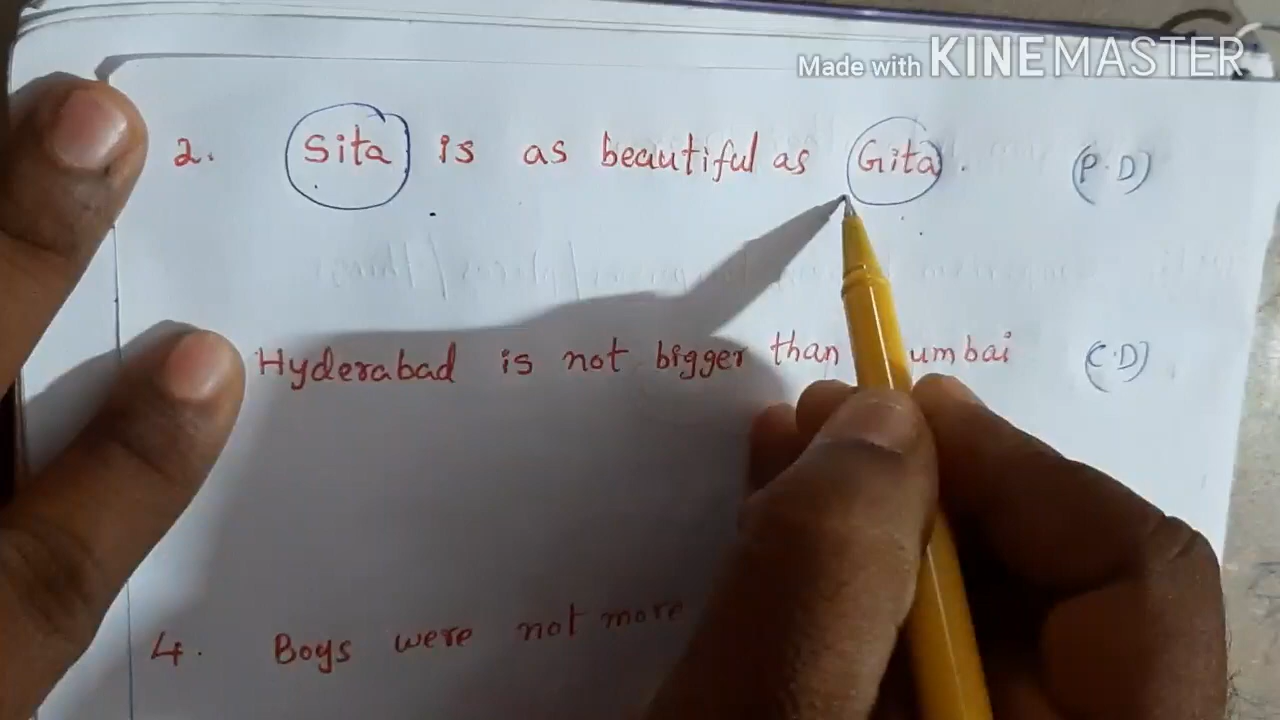 Made with KINEMASTER
2. Sita is as beautiful as Gita. (P.D)
Hyderabad is not bigger than umbai (C.D)
4. Boys were not more